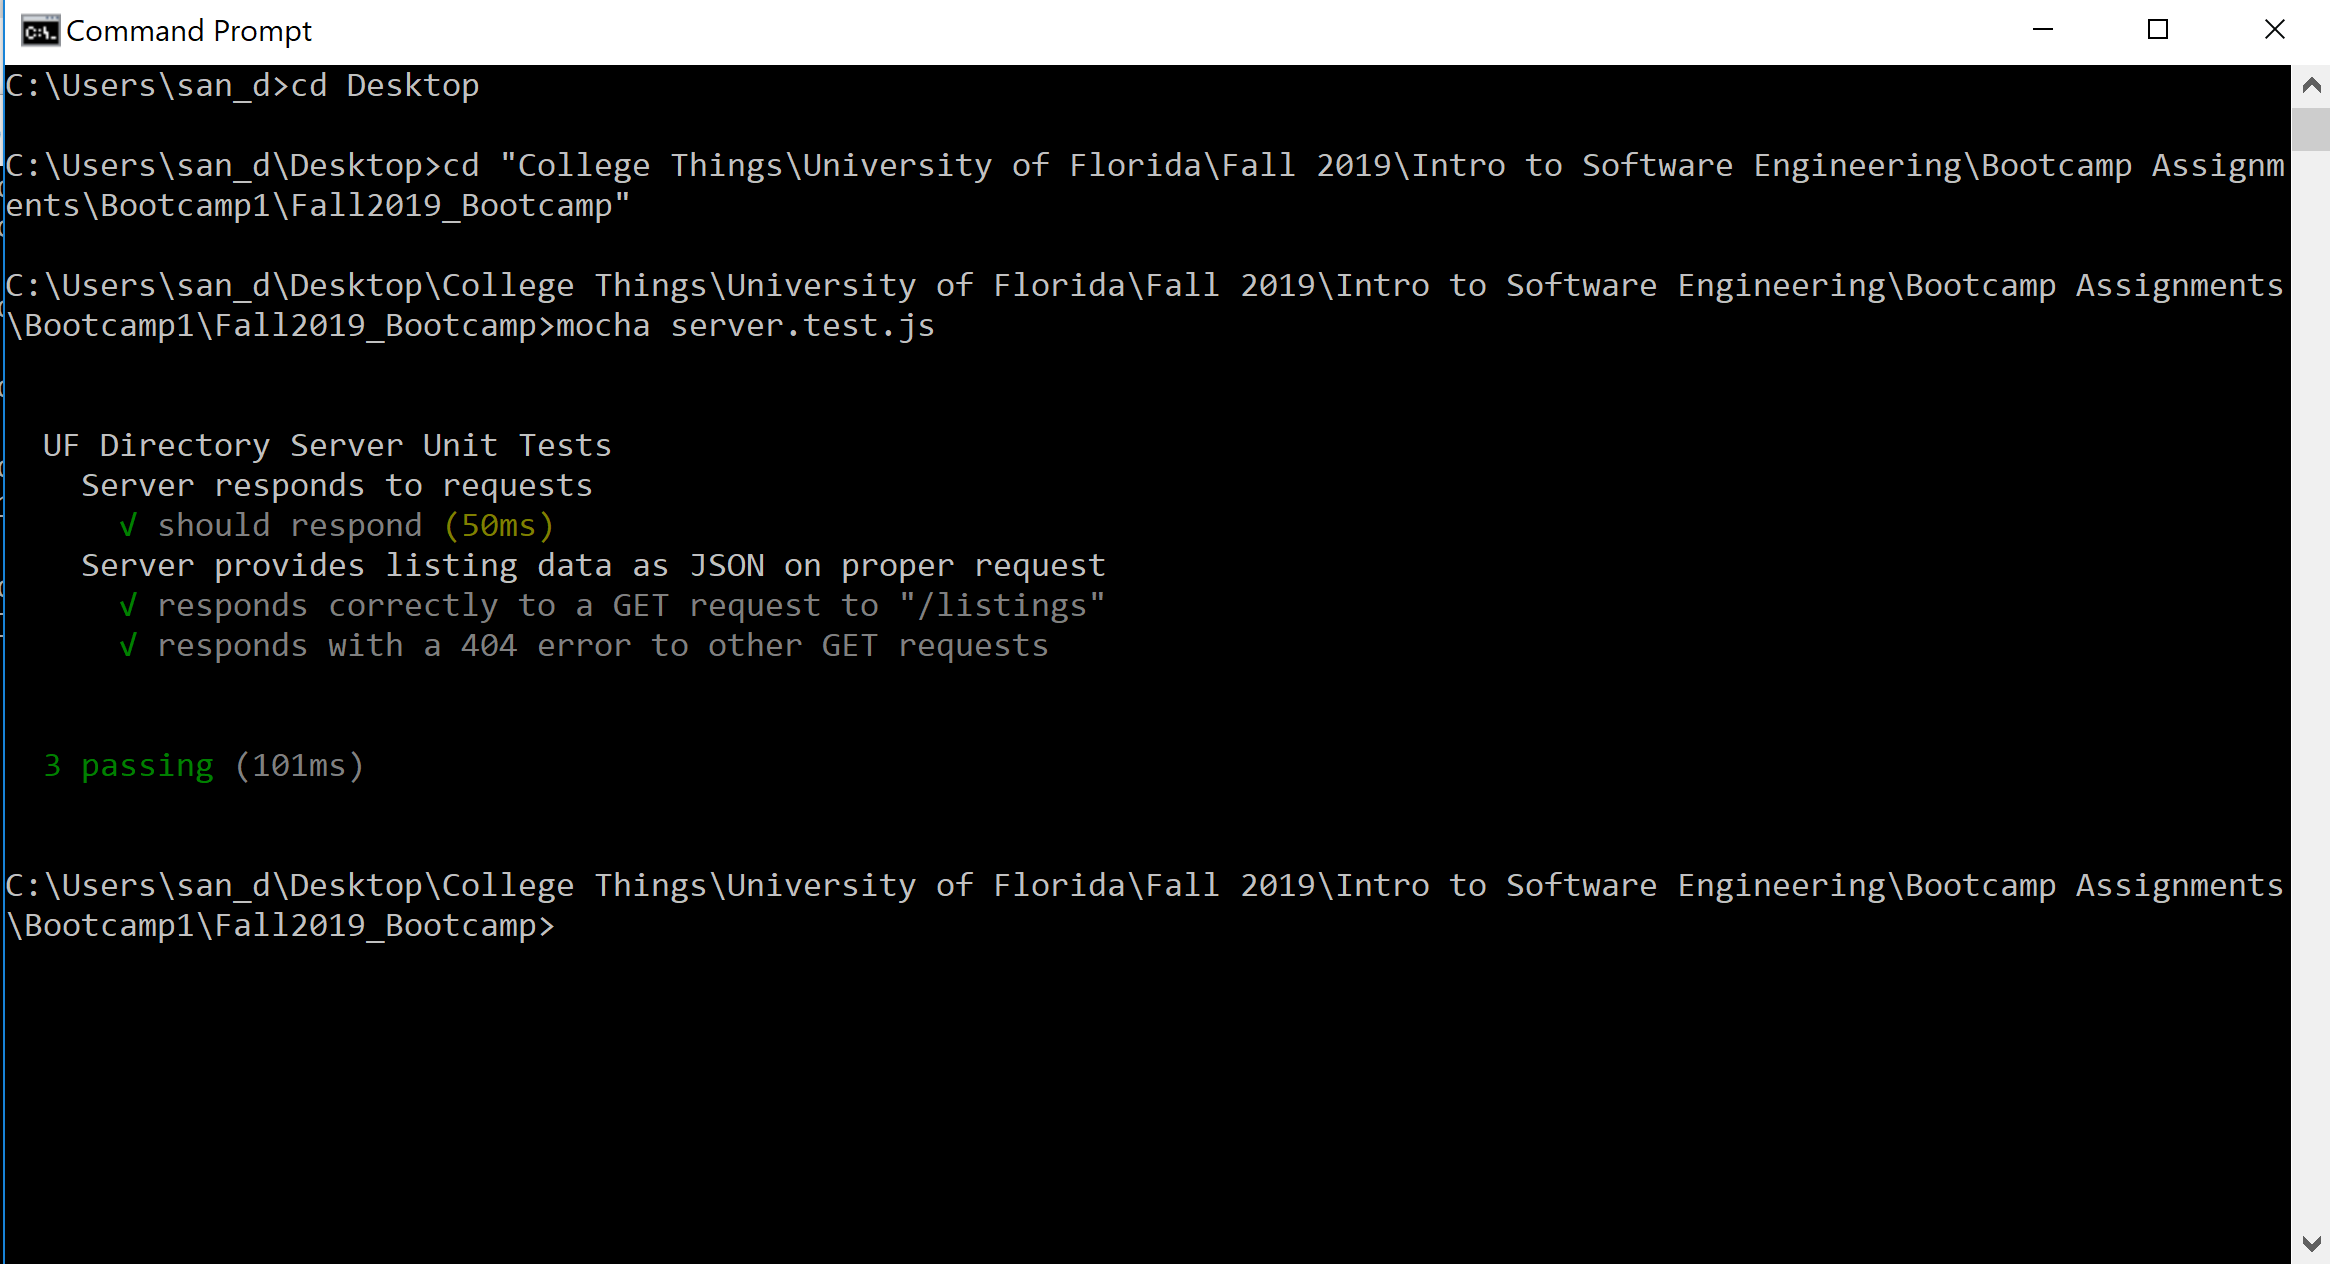 Command Prompt
C:\Users\san_d>cd Desktop
C:\Users\san_d\Desktop>cd "College Things\University of Florida\Fall 2019\Intro to Software Engineering\Bootcamp Assignm
ents\Bootcamp1\Fall2019_Bootcamp"
C:\Users\san_d\Desktop\College Things\University of Florida\Fall 2019\Intro to Software Engineering\Bootcamp Assignments
\Bootcamp1\Fall2019_Bootcamp>mocha server.test.js
UF Directory Server Unit Tests
Server responds to requests
√ should respond (50ms)
Server provides listing data as JSON on proper request
√ responds correctly to a GET request to "/listings"
√ responds with a 404 error to other GET requests
3 passing (101ms)
C:\Users\san_d\Desktop\College Things\University of Florida\Fall 2019\Intro to Software Engineering\Bootcamp Assignments
\Bootcamp1\Fall2019_Bootcamp>